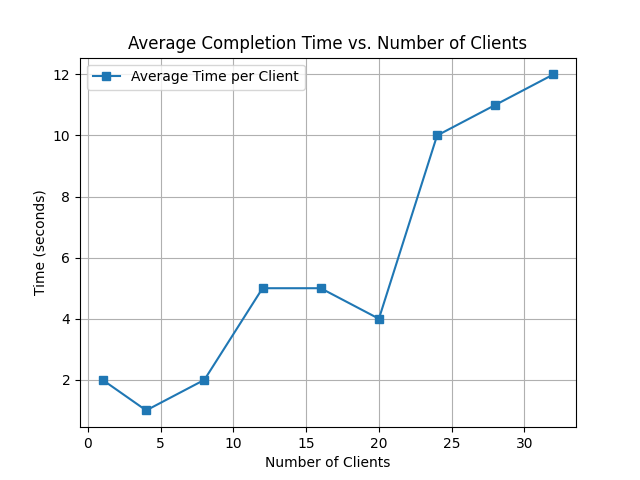 Average Completion Time vs. Number of Clients
Average Time per Client
12
10
8
6
4
2
Time (seconds)
0 5 10 15 20 25 30
Number of Clients